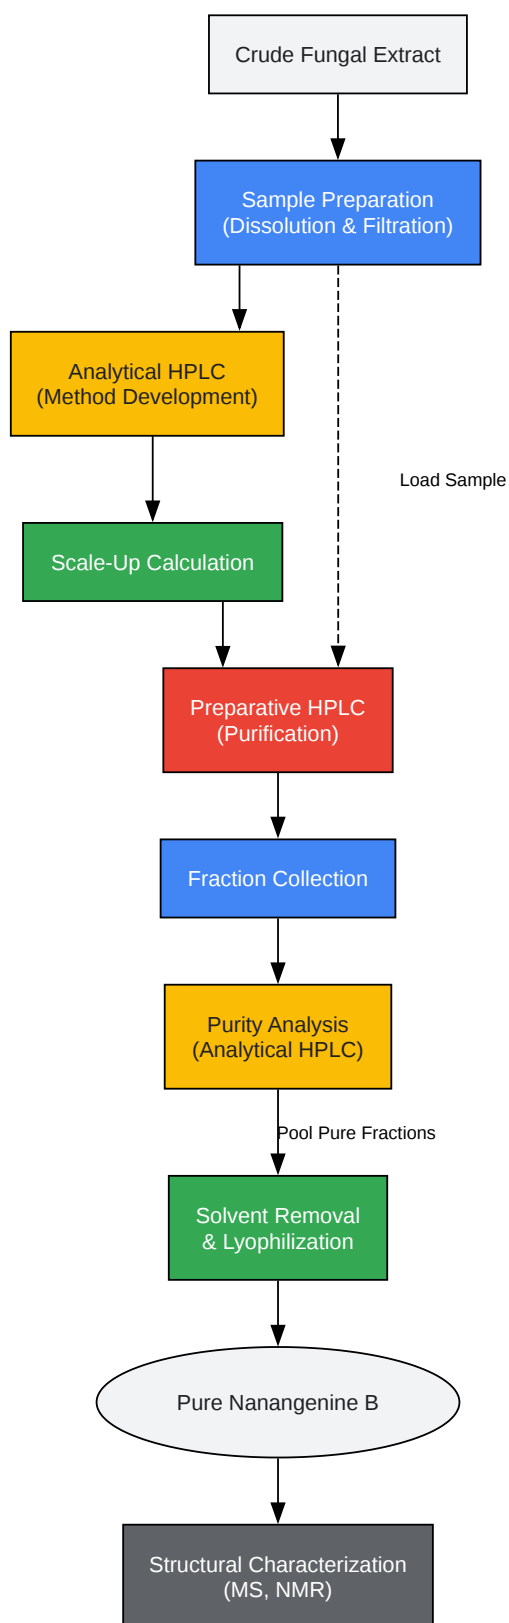 Crude Fungal Extract
Sample Preparation
(Dissolution & Filtration)
Analytical HPLC
(Method Development)
Load Sample
Scale-Up Calculation
Preparative HPLC
(Purification)
Fraction Collection
Purity Analysis
(Analytical HPLC)
Pool Pure Fractions
Solvent Removal
& Lyophilization
Pure Nanangenine B
Structural Characterization
(MS, NMR)